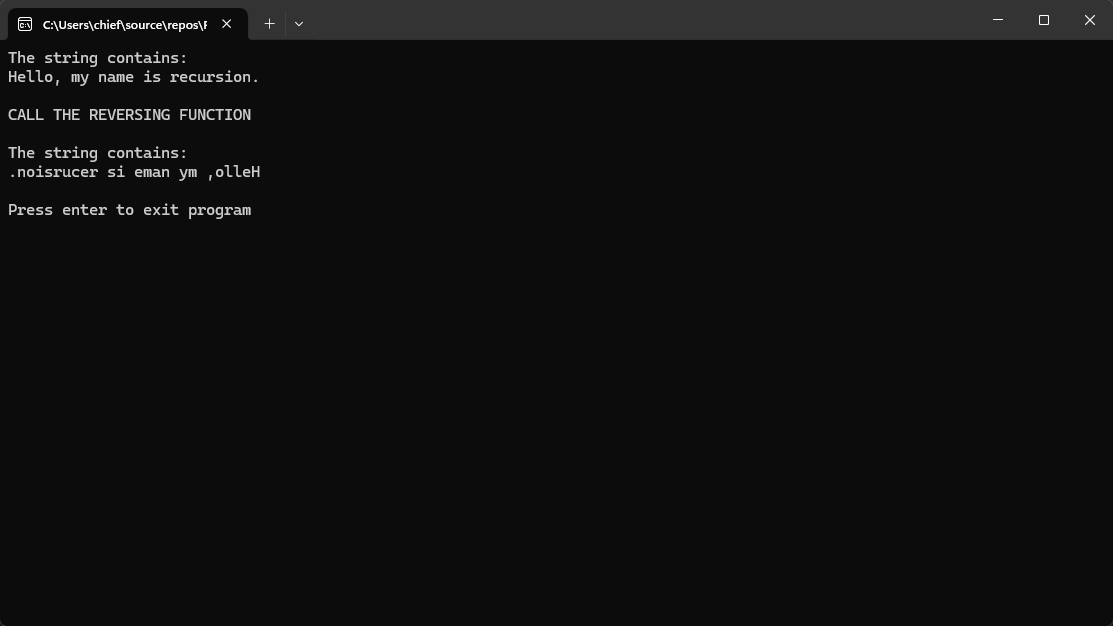 C:\Users\chief\source\repos\F
The string contains:
Hello, my name is recursion.
CALL THE REVERSING FUNCTION
The string contains:
.noisrucer si eman ym ,olleH
Press enter to exit program